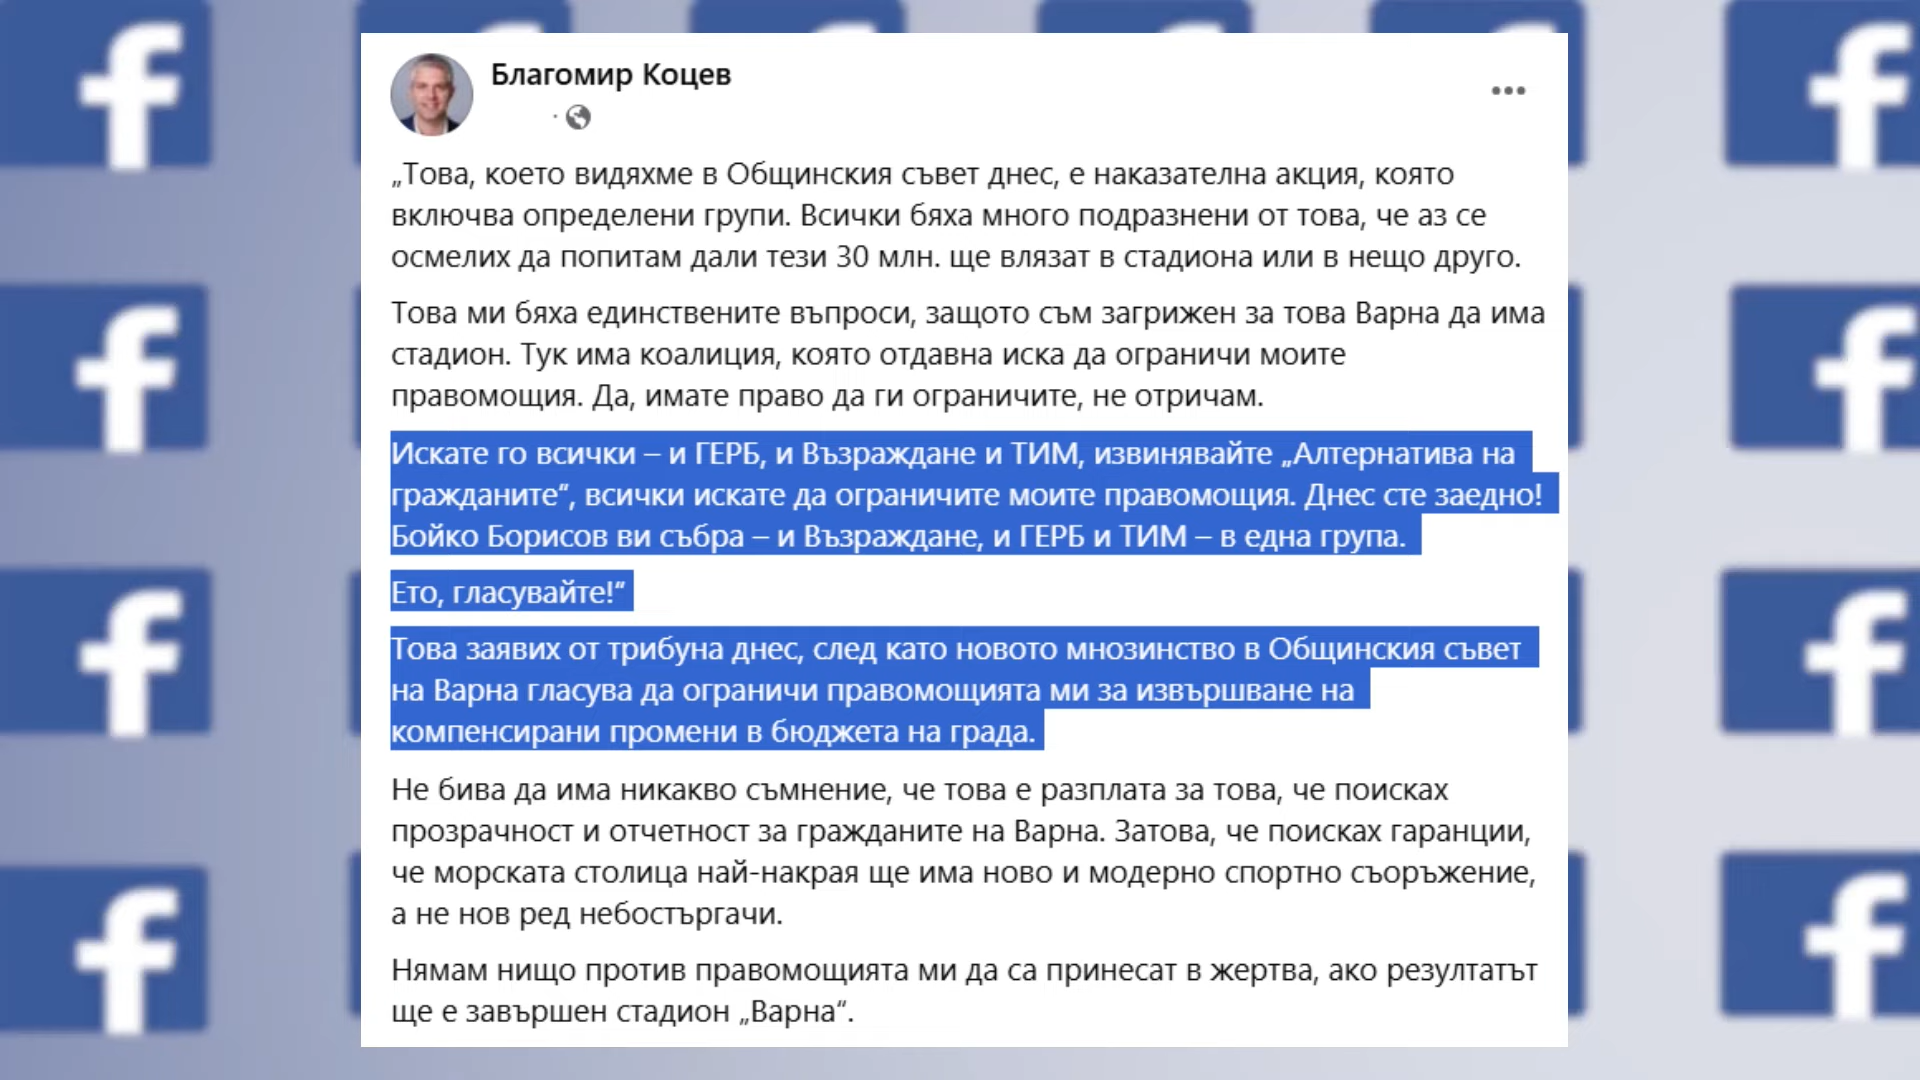 Благомир Коцев
„Това, което видяхме в Общинския съвет днес, е наказателна акция, която
включва определени групи. Всички бяха много подразнени от това, че аз се
осмелих да попитам дали тези 30 млн. ще влязат в стадиона или в нещо друго.
Това ми бяха единствените въпроси, защото съм загрижен за това Варна да има
стадион. Тук има коалиция, която отдавна иска да ограничи моите
правомощия. Да, имате право да ги ограничите, не отричам.
Искате го всички – и ГЕРБ, и Възраждане и ТИМ, извинявайте „Алтернатива на
гражданите“, всички искате да ограничите моите правомощия. Днес сте заедно!
Бойко Борисов ви събра – и Възраждане, и ГЕРБ и ТИМ – в една група.
Ето, гласувайте!“
Това заявих от трибуна днес, след като новото мнозинство в Общинския съвет
на Варна гласува да ограничи правомощията ми за извършване на
компенсирани промени в бюджета на града.
Не бива да има никакво съмнение, че това е разплата за това, че поисках
прозрачност и отчетност за гражданите на Варна. Затова, че поисках гаранции,
че морската столица най-накрая ще има ново и модерно спортно съоръжение,
а не нов ред небостъргачи.
Нямам нищо против правомощията ми да са принесат в жертва, ако резултатът
ще е завършен стадион „Варна“.